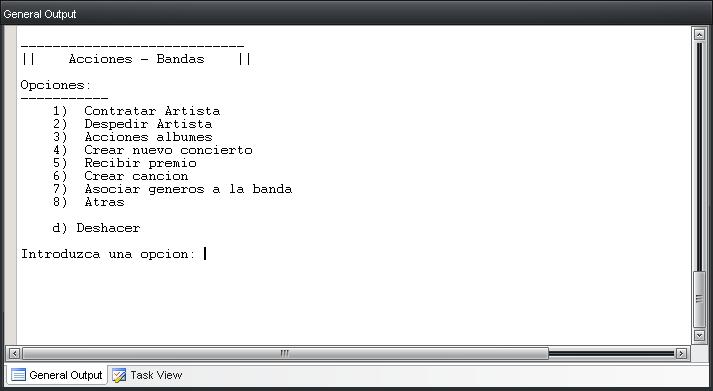 General Output
----------------------------
||    Acciones - Bandas    ||
Opciones:
-----------
1)  Contratar Artista
2)  Despedir Artista
3)  Acciones albumes
4)  Crear nuevo concierto
5)  Recibir premio
6)  Crear cancion
7)  Asociar generos a la banda
8)  Atras
d) Deshacer
Introduzca una opcion:
General Output
Task View